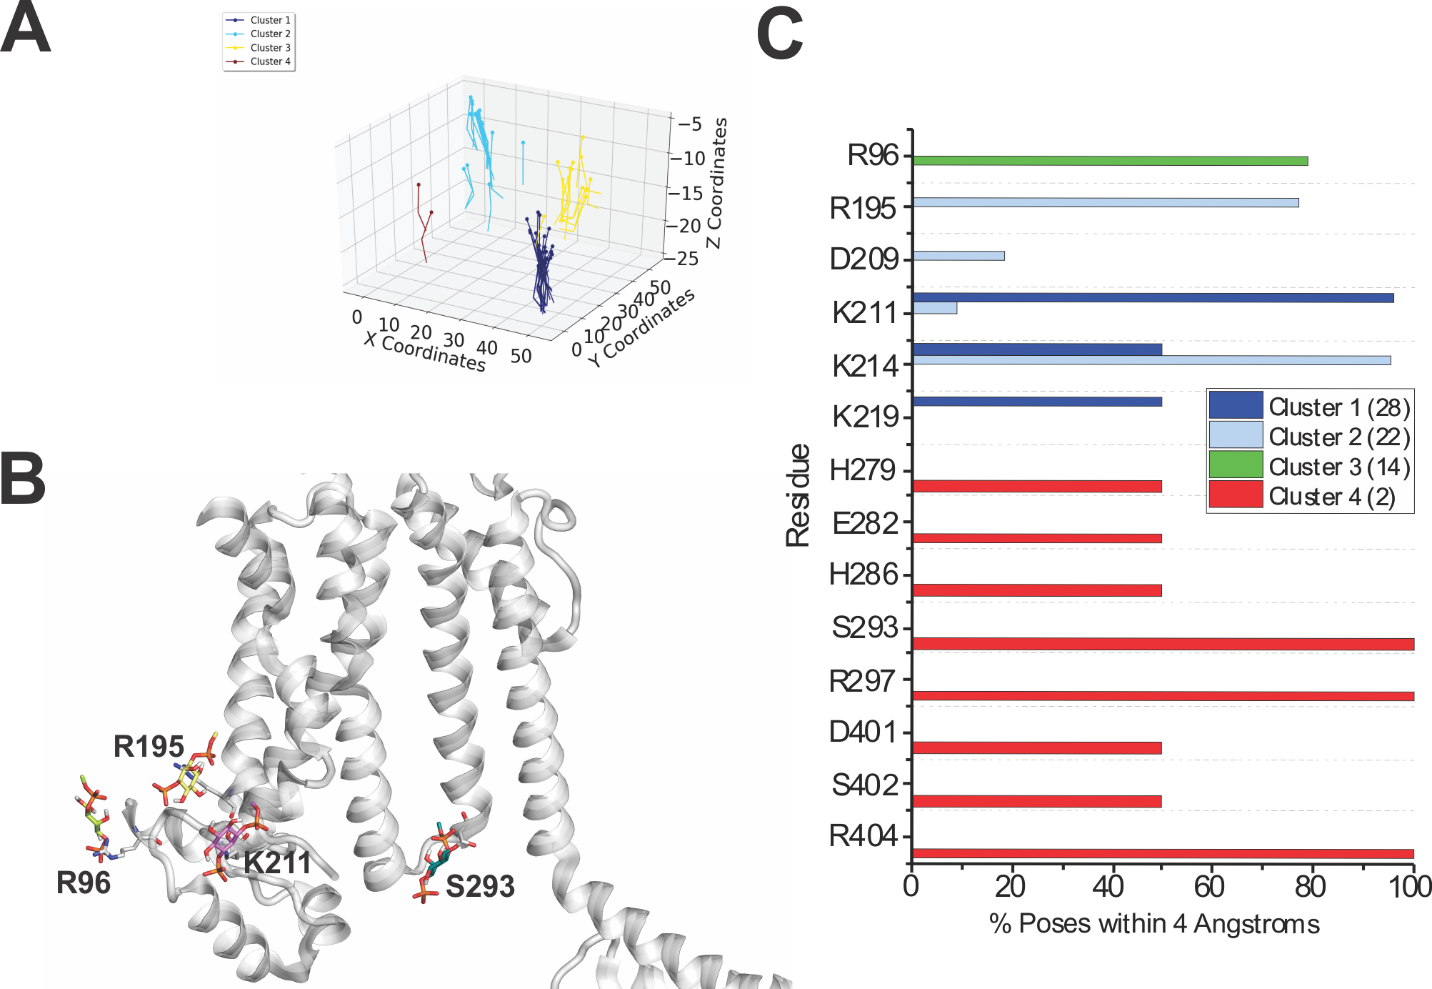 A
Cluster 1
Cluster 2
Cluster 3
Cluster 4
−5
−10
−15
−20
−25
Z Coordinates
0
10
20
30
40
50
X Coordinates
0
10
20
30
40
50
Y Coordinates
B
R195
R96
K211
S293
C
R96
R195
D209
K211
K214
K219
H279
E282
H286
S293
R297
D401
S402
R404
Residue
Cluster 1 (28)
Cluster 2 (22)
Cluster 3 (14)
Cluster 4 (2)
0
20
40
60
80
100
% Poses within 4 Angstroms